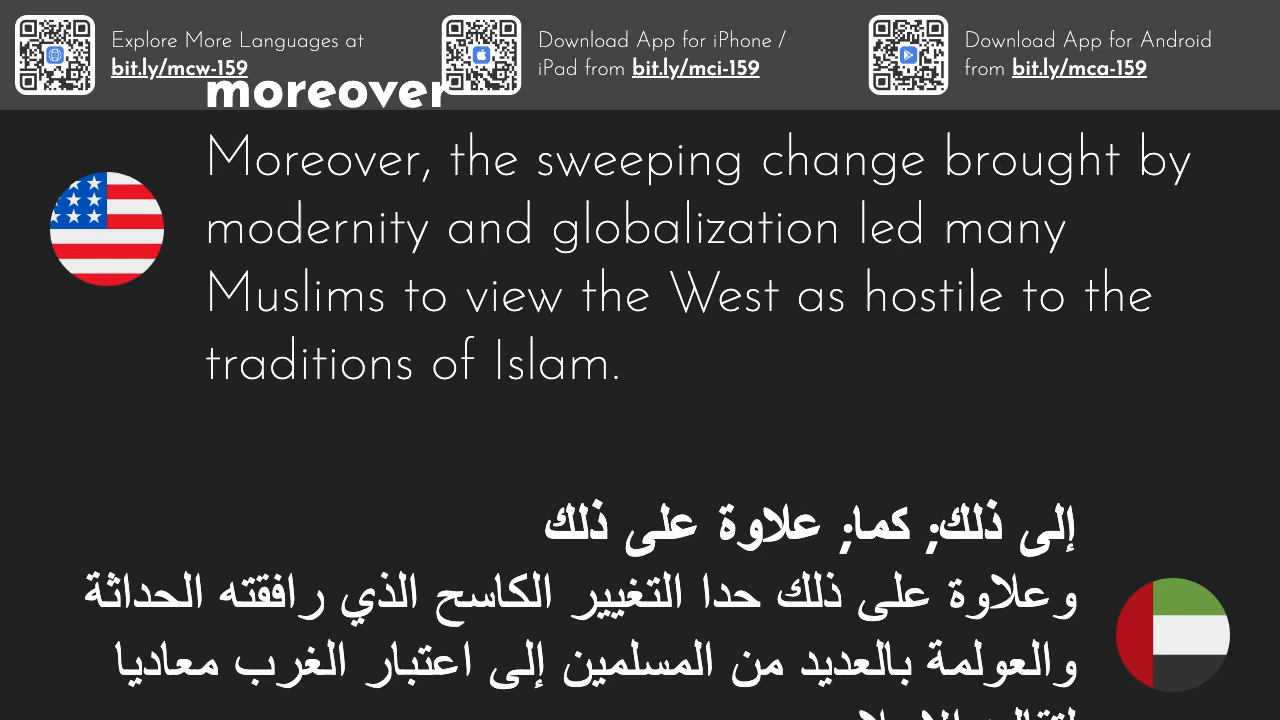 Explore More Languages at
bit.ly/mcw-159
Download App for iPhone /
iPad from bit.ly/mci-159
Download App for Android
from bit.ly/mca-159
moreover
Moreover, the sweeping change brought by
modernity and globalization led many
Muslims to view the West as hostile to the
traditions of Islam.
إلى ذلك; كما; علاوة على ذلك
وعلاوة على ذلك حدا التغيير الكاسح الذي رافقته الحداثة
والعولمة بالعديد من المسلمين إلى اعتبار الغرب معاديا